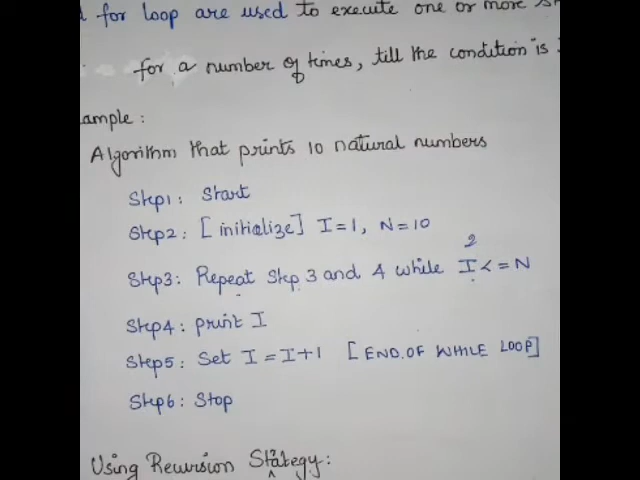 for loop are used to execute one or more
for a number of times, till the condition is
ample:
Algorithm that prints 10 natural numbers
Step1: Start
Step2: [initialize] I=1, N=10
2
Step3: Repeat Step 3 and 4 while I<=N
Step4: print I
Step5: Set I=I+1 [END OF WHILE LOOP]
Step6: Stop
Using Recursion Stategy: